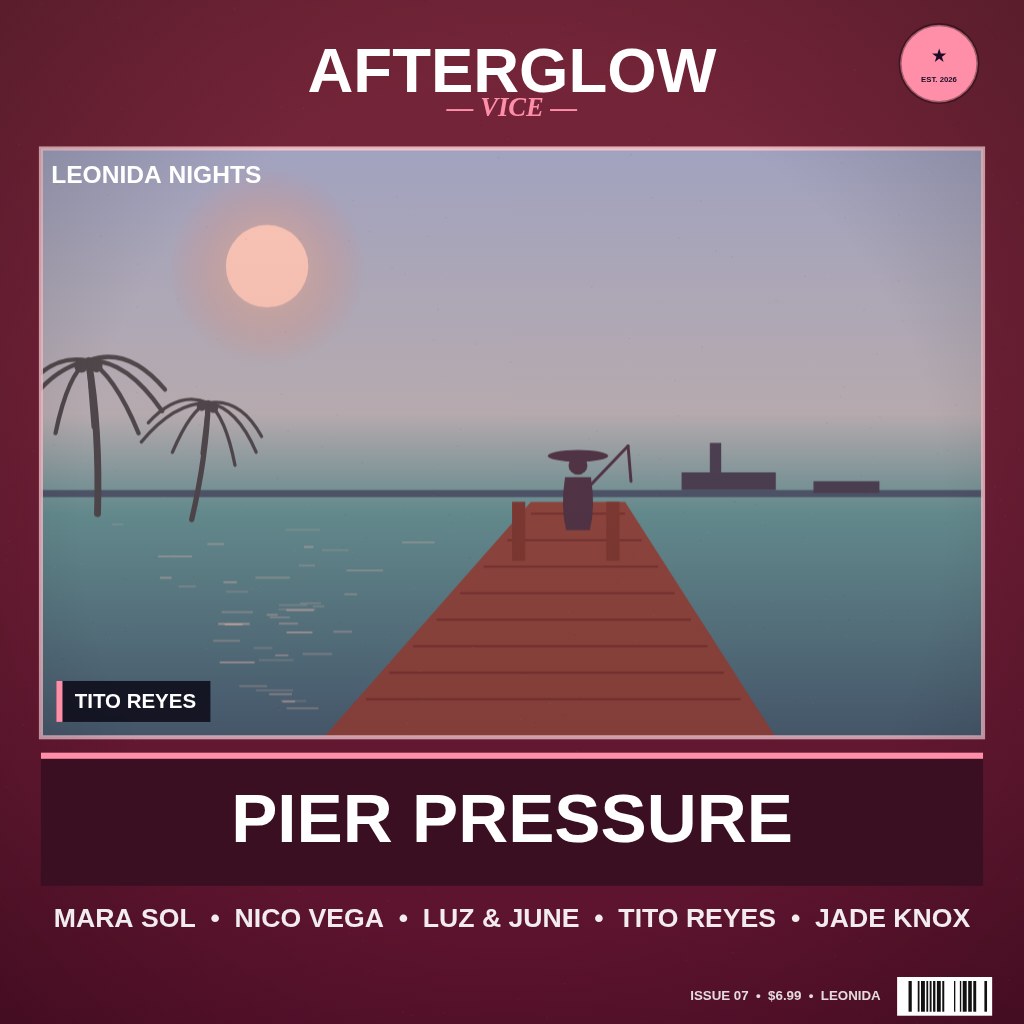 AFTERGLOW
— VICE —
★
EST. 2026
LEONIDA NIGHTS
TITO REYES
PIER PRESSURE
MARA SOL • NICO VEGA • LUZ & JUNE • TITO REYES • JADE KNOX
ISSUE 07 • $6.99 • LEONIDA